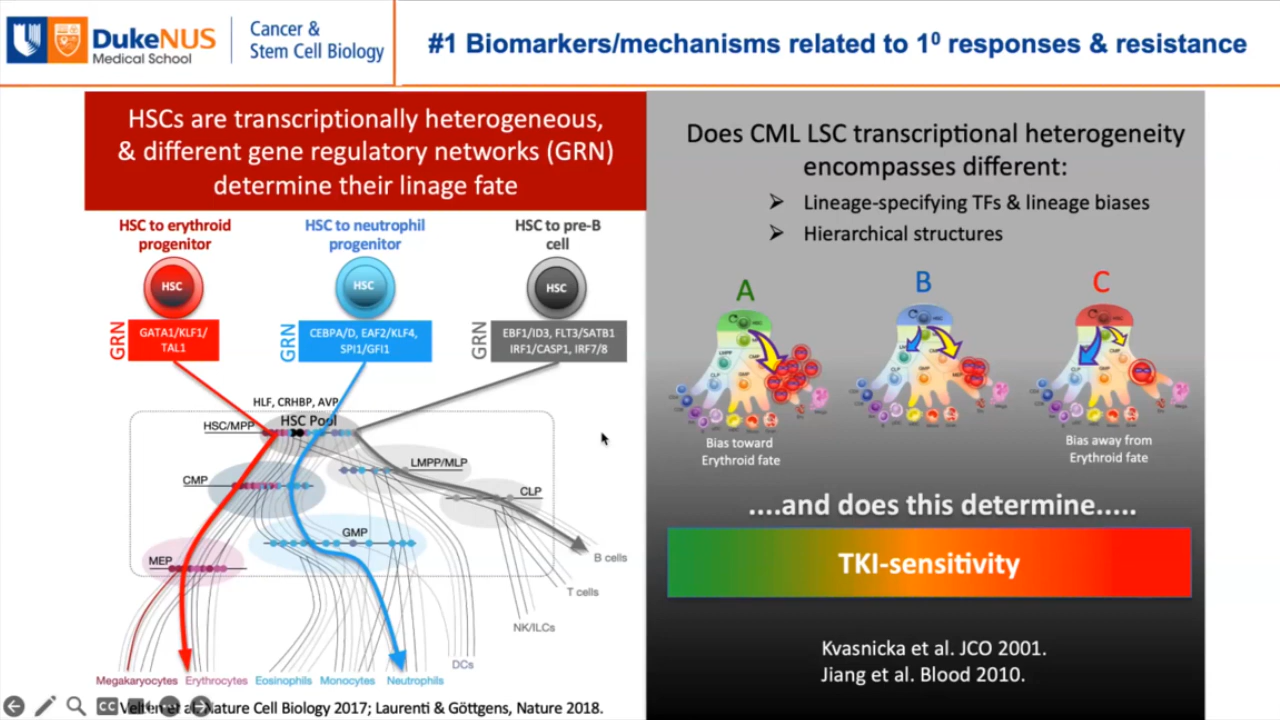 DukeNUS
Medical School
Cancer &
Stem Cell Biology
#1 Biomarkers/mechanisms related to 1⁰ responses & resistance
HSCs are transcriptionally heterogeneous,
& different gene regulatory networks (GRN)
determine their linage fate
HSC to erythroid
progenitor
HSC to neutrophil
progenitor
HSC to pre-B
cell
HSC
HSC
HSC
GRN
GATA1/KLF1/
TAL1
GRN
CEBPA/D, EAF2/KLF4,
SPI1/GFI1
GRN
EBF1/ID3, FLT3/SATB1
IRF1/CASP1, IRF7/8
HLF, CRHBP, AVP
HSC Pool
HSC/MPP
LMPP/MLP
CMP
CLP
GMP
MEP
B cells
T cells
NK/ILCs
DCs
Megakaryocytes Erythrocytes Eosinophils Monocytes Neutrophils
CC
Velten et al. Nature Cell Biology 2017; Laurenti & Göttgens, Nature 2018.
Does CML LSC transcriptional heterogeneity
encompasses different:
➢ Lineage-specifying TFs & lineage biases
➢ Hierarchical structures
A
B
C
Bias toward
Erythroid fate
Bias away from
Erythroid fate
....and does this determine.....
TKI-sensitivity
Kvasnicka et al. JCO 2001.
Jiang et al. Blood 2010.